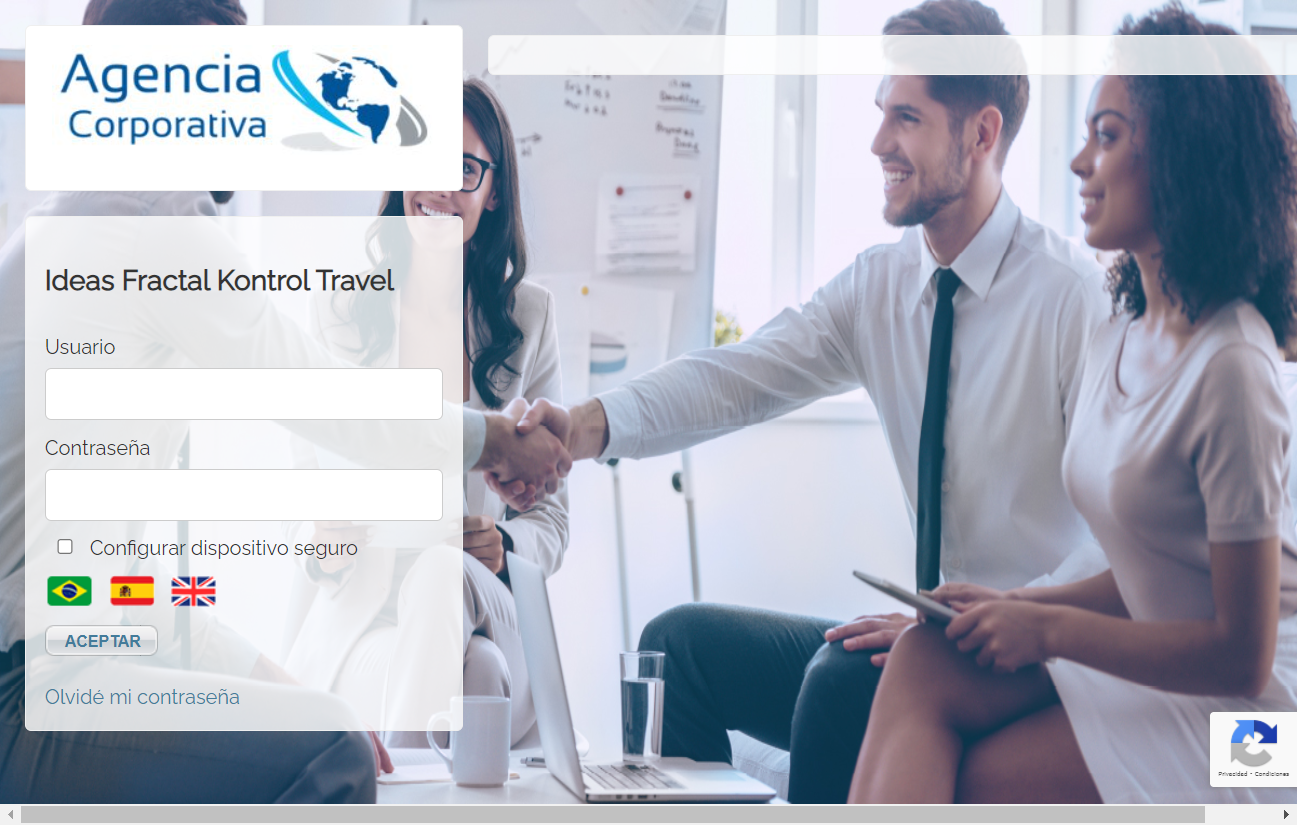 Agencia
Corporativa
Ideas Fractal Kontrol Travel
Usuario
Contraseña
Configurar dispositivo seguro
ACEPTAR
Olvidé mi contraseña
Privacidad - Condiciones